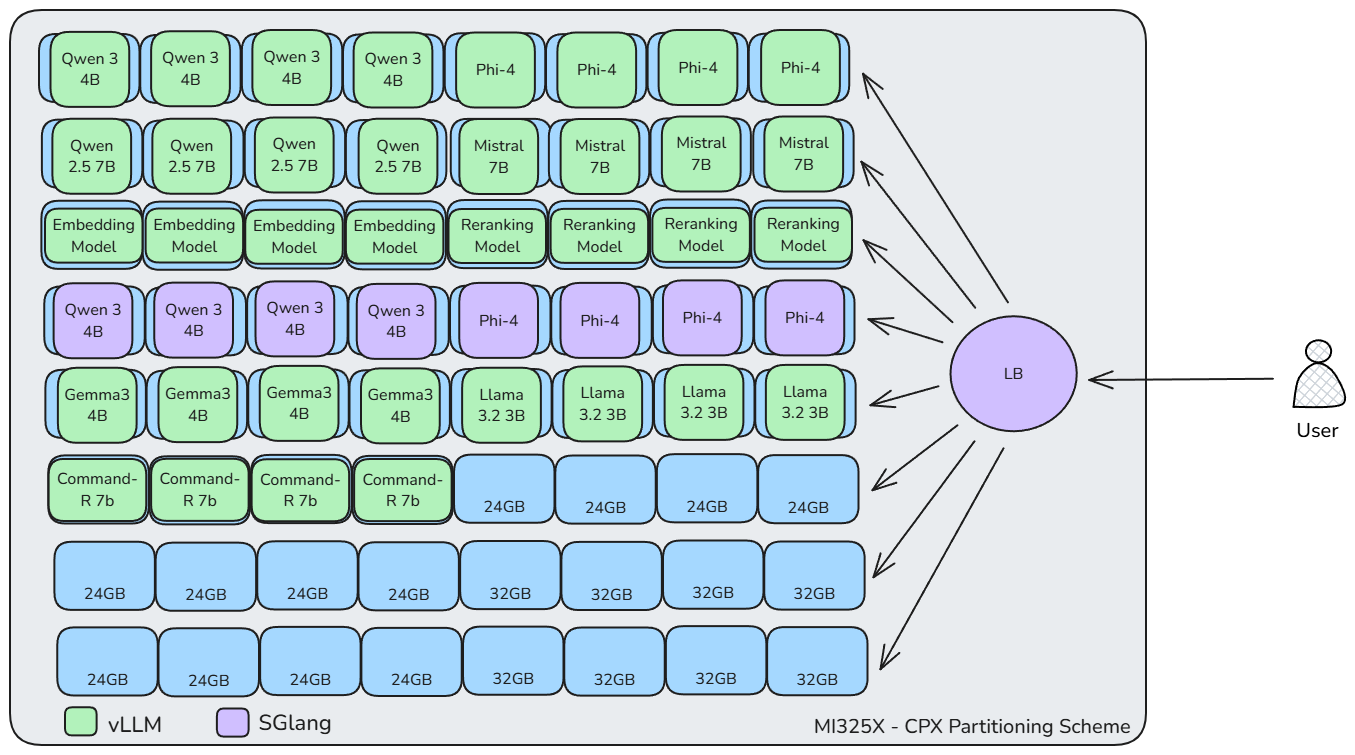 Qwen 3 Qwen 3 Qwen 3 Qwen 3 Phi-4 Phi-4 Phi-4 Phi-4
4B 4B 4B 4B
Qwen Qwen Qwen Qwen Mistral Mistral Mistral Mistral
2.5 7B 2.5 7B 2.5 7B 2.5 7B 7B 7B 7B 7B
Embedding Embedding Embedding Embedding Reranking Reranking Reranking Reranking
Model Model Model Model Model Model Model Model
Qwen 3 Qwen 3 Qwen 3 Qwen 3 Phi-4 Phi-4 Phi-4 Phi-4
4B 4B 4B 4B
LB
Gemma3 Gemma3 Gemma3 Gemma3 Llama Llama Llama Llama
4B 4B 4B 4B 3.2 3B 3.2 3B 3.2 3B 3.2 3B
User
Command- Command- Command- Command-
R 7b R 7b R 7b R 7b 24GB 24GB 24GB 24GB
24GB 24GB 24GB 24GB 32GB 32GB 32GB 32GB
24GB 24GB 24GB 24GB 32GB 32GB 32GB 32GB
vLLM SGlang MI325X - CPX Partitioning Scheme